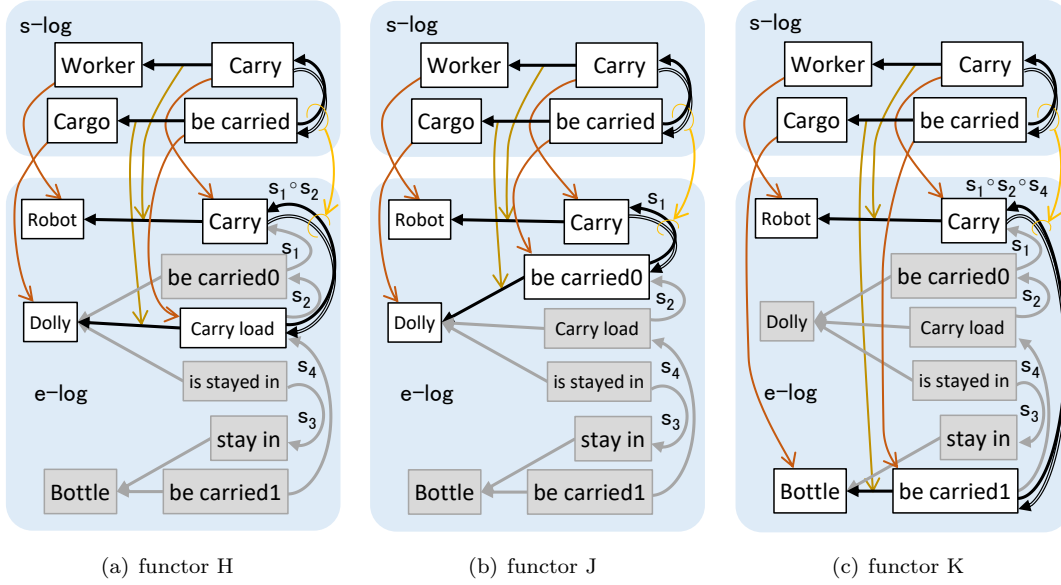 s-log
Worker
Carry
Cargo
be carried
e-log
s₁∘s₂
Robot
Carry
s₁
be carried0
s₂
Dolly
Carry load
s₄
is stayed in
s₃
stay in
Bottle
be carried1
(a) functor H
s-log
Worker
Carry
Cargo
be carried
e-log
s₁
Robot
Carry
be carried0
s₂
Dolly
Carry load
s₄
is stayed in
s₃
stay in
Bottle
be carried1
(b) functor J
s-log
Worker
Carry
Cargo
be carried
s₁∘s₂∘s₄
Robot
Carry
s₁
be carried0
s₂
Dolly
Carry load
s₄
is stayed in
e-log
s₃
stay in
Bottle
be carried1
(c) functor K